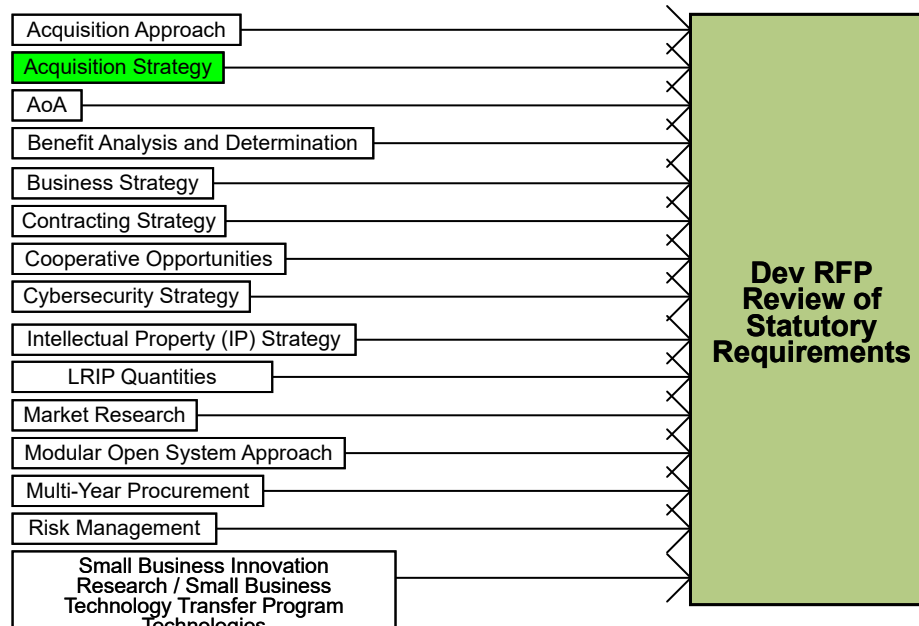 Acquisition Approach
Acquisition Strategy
AoA
Benefit Analysis and Determination
Business Strategy
Contracting Strategy
Cooperative Opportunities
Cybersecurity Strategy
Intellectual Property (IP) Strategy
LRIP Quantities
Market Research
Modular Open System Approach
Multi-Year Procurement
Risk Management
Small Business Innovation
Research / Small Business
Technology Transfer Program
Technologies
Dev RFP
Review of
Statutory
Requirements